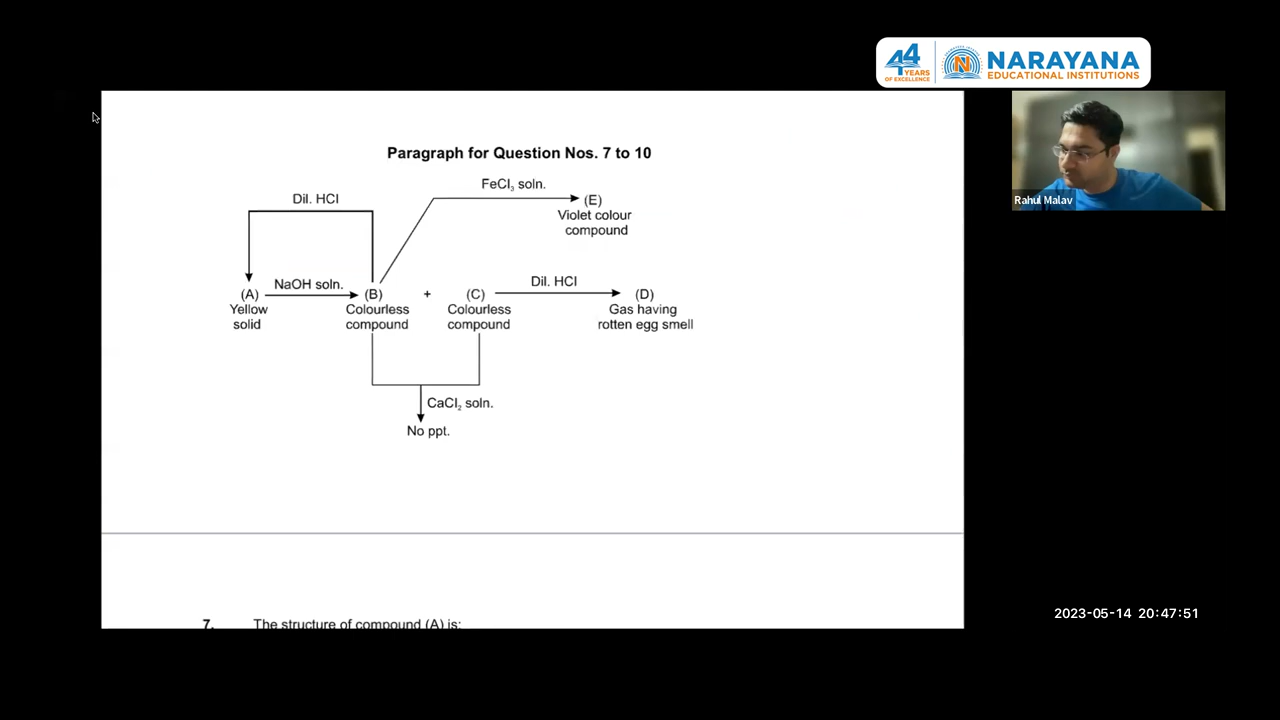 44
YEARS
OF EXCELLENCE
N
NARAYANA
EDUCATIONAL INSTITUTIONS
Rahul Malav
Paragraph for Question Nos. 7 to 10
FeCl₃ soln.
Dil. HCl
(E)
Violet colour
compound
NaOH soln.
Dil. HCl
(A)
Yellow
solid
(B)
Colourless
compound
+
(C)
Colourless
compound
(D)
Gas having
rotten egg smell
CaCl₂ soln.
No ppt.
7. The structure of compound (A) is:
2023-05-14 20:47:51